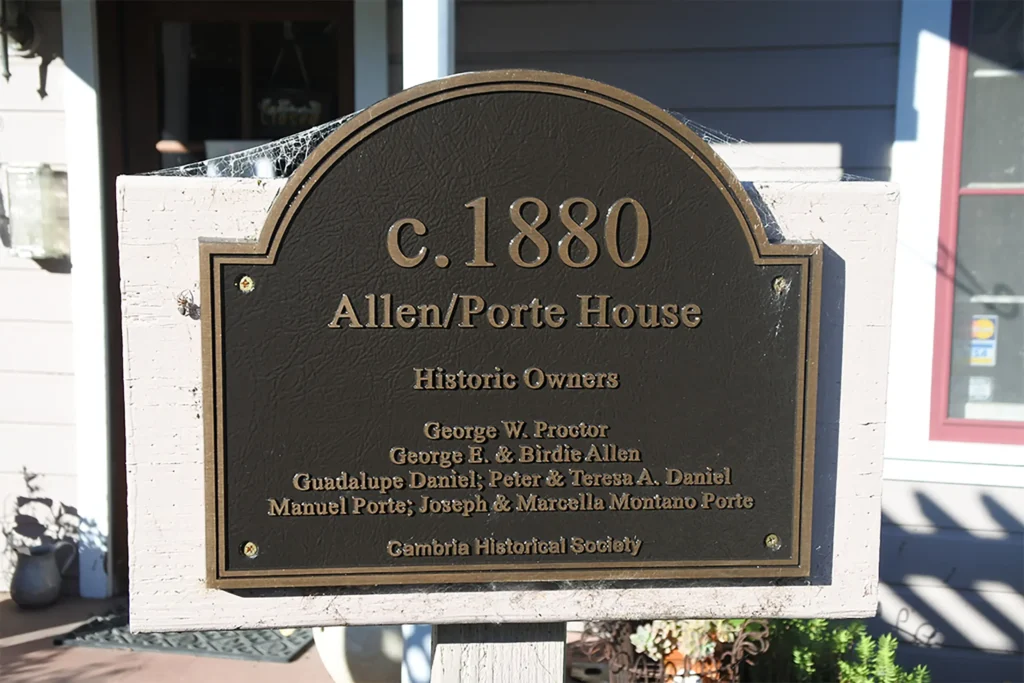 c.1880
Allen/Porte House
Historic Owners
George W. Proctor
George E. & Birdie Allen
Guadalupe Daniel; Peter & Teresa A. Daniel
Manuel Porte; Joseph & Marcella Montano Porte
Cambria Historical Society